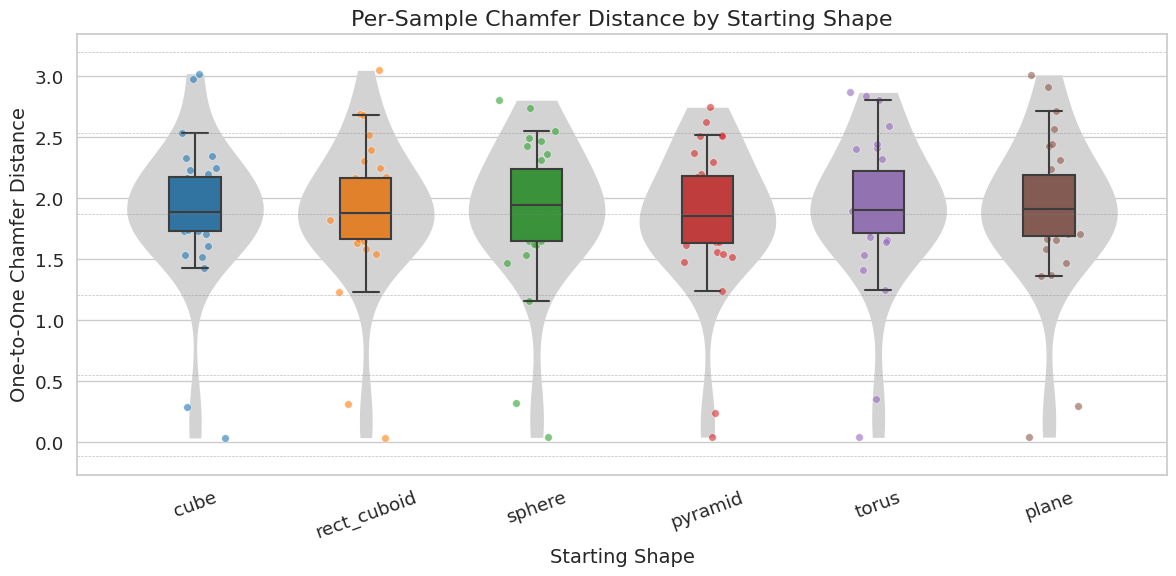 Per-Sample Chamfer Distance by Starting Shape
One-to-One Chamfer Distance
3.0
2.5
2.0
1.5
1.0
0.5
0.0
cube
rect_cuboid
sphere
pyramid
torus
plane
Starting Shape